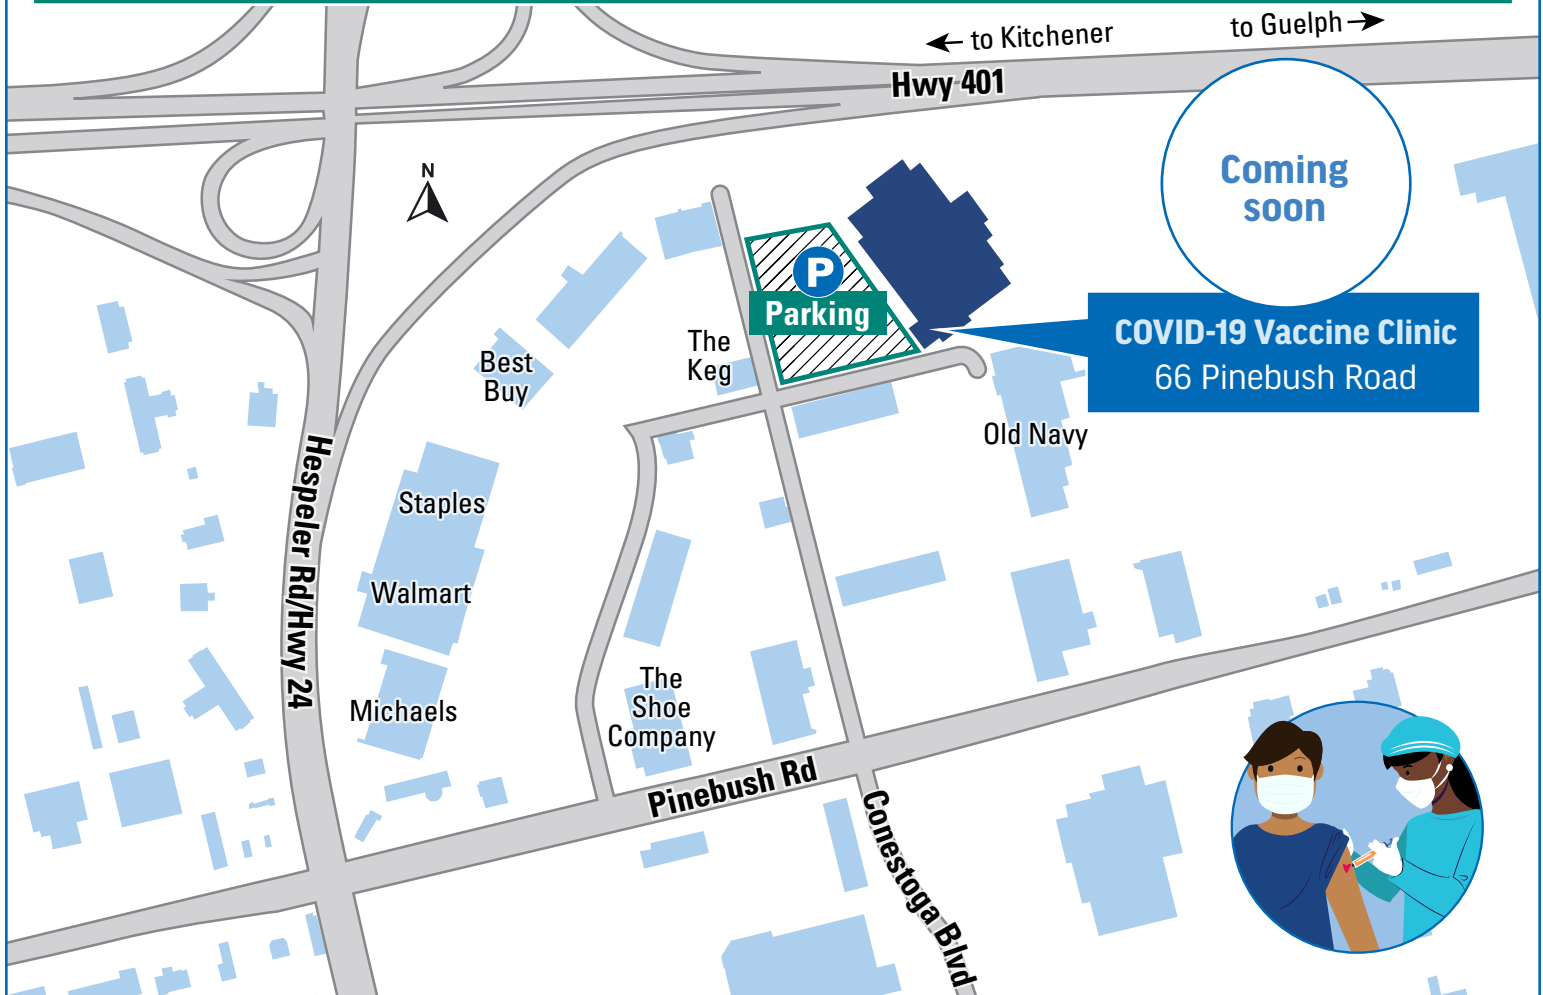 to Kitchener
to Guelph
Hwy 401
N
Coming
soon
P
Parking
COVID-19 Vaccine Clinic
66 Pinebush Road
The
Keg
Best
Buy
Old Navy
Hespeler Rd/Hwy 24
Staples
Walmart
Michaels
The
Shoe
Company
Pinebush Rd
Conestoga Blvd